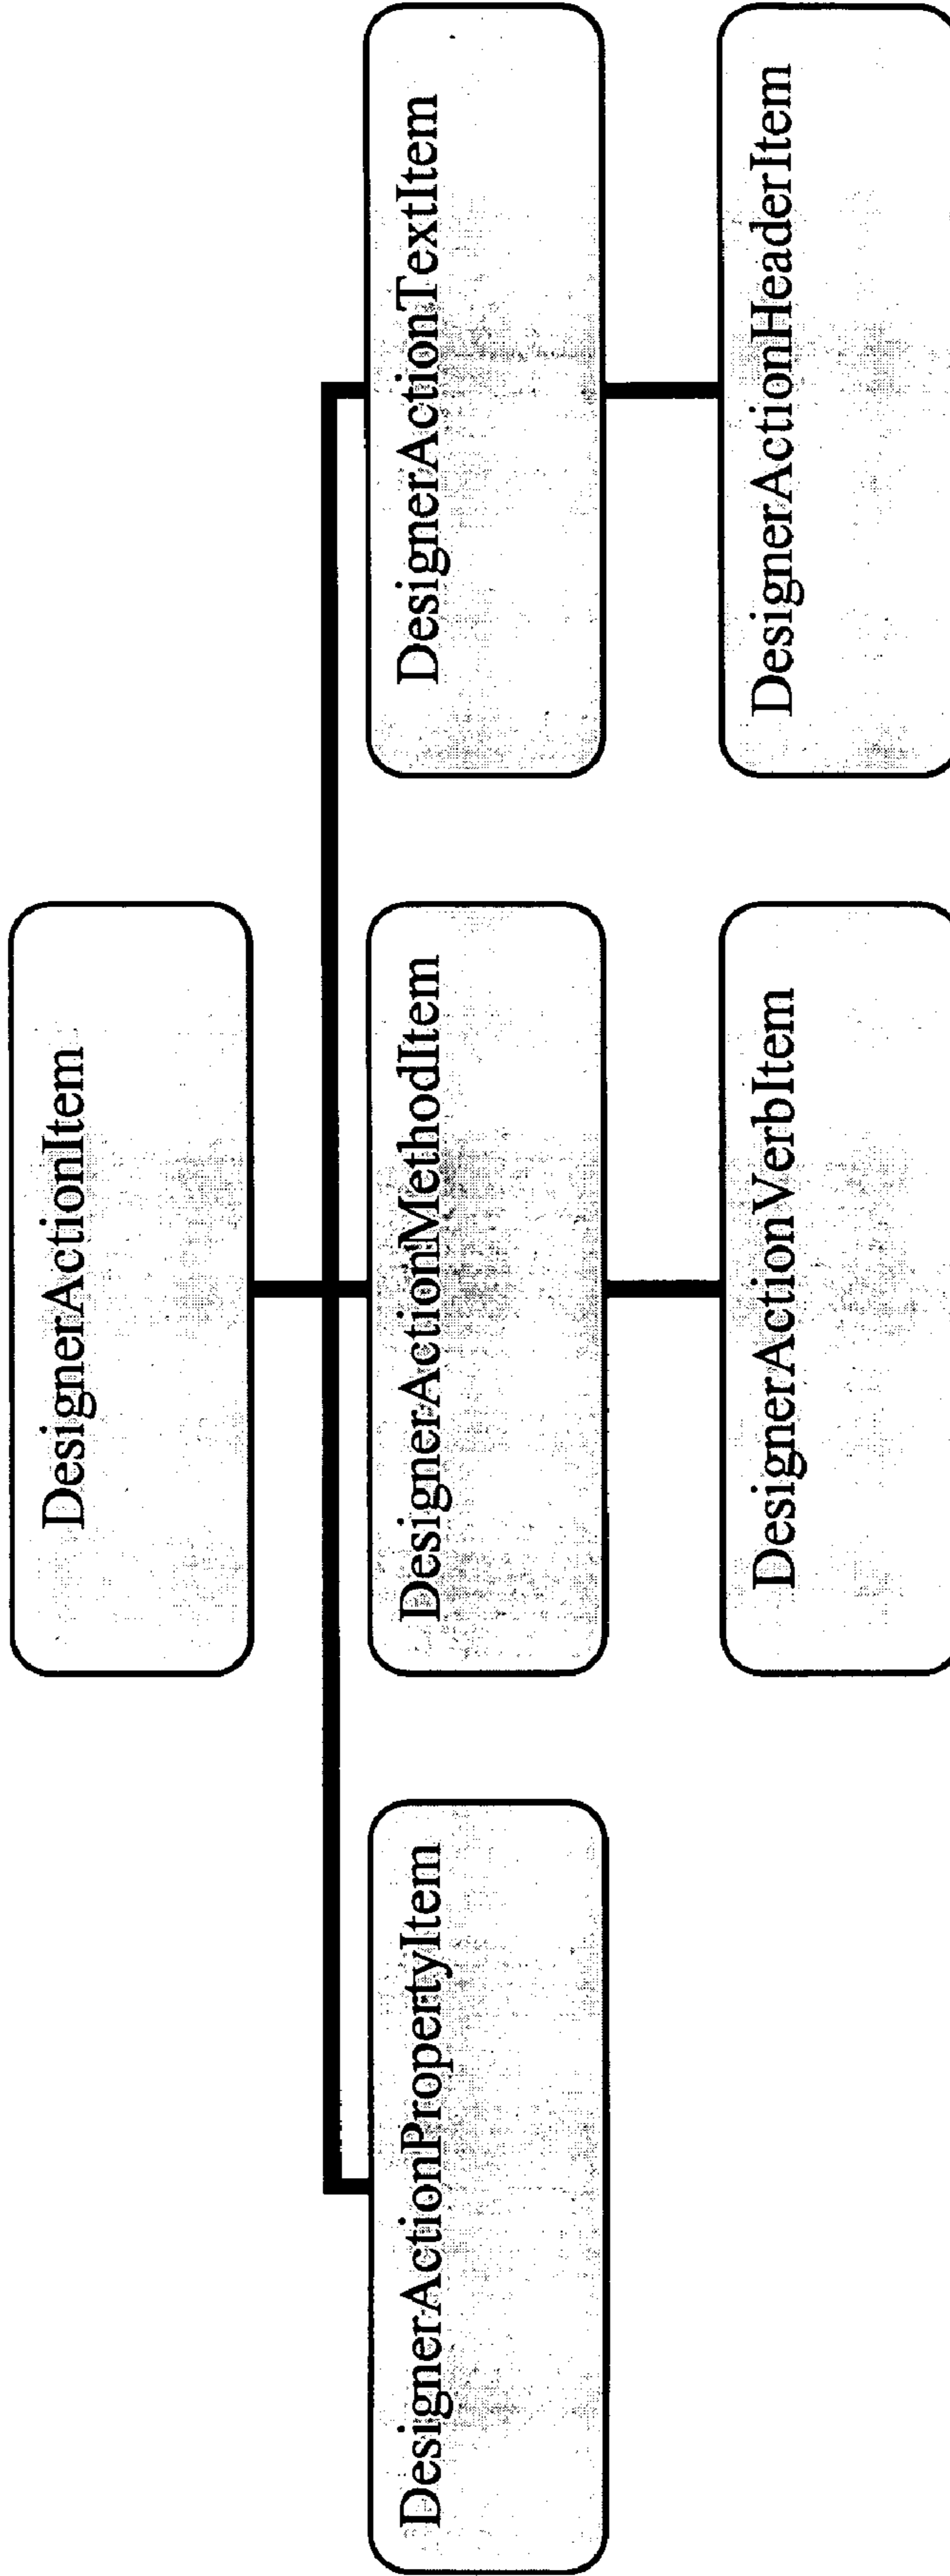 DesignerActionItem
DesignerActionPropertyItem
DesignerActionMethodItem
DesignerActionTextItem
DesignerActionVerbItem
DesignerActionHeaderItem